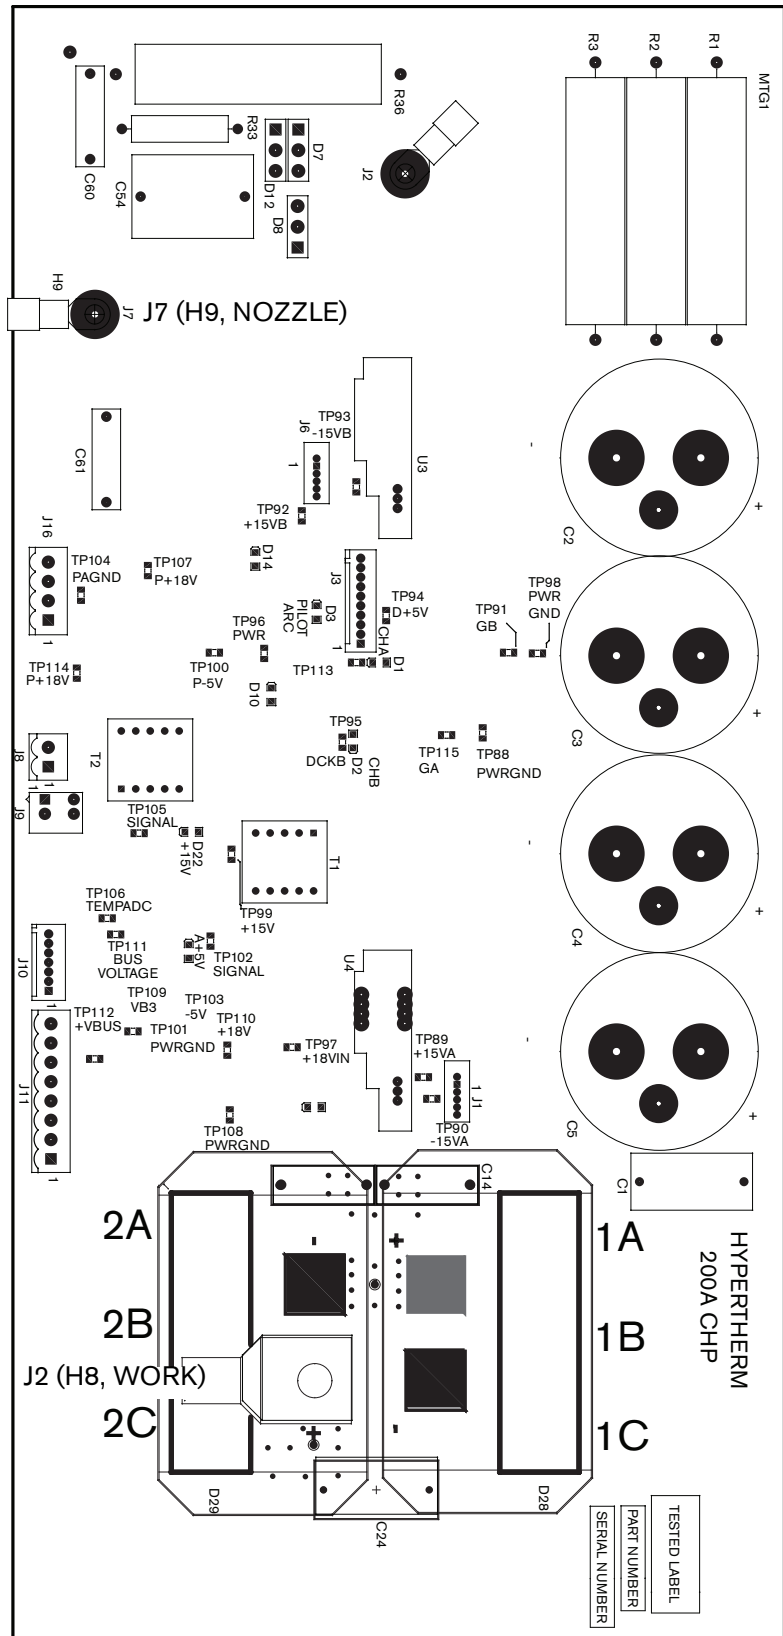 R3
R2
R1
MTG1
R36
R33
D7
D12
D8
J2
C60
C54
H9
J7
J7 (H9, NOZZLE)
TP93
-15VB
J6
1
U3
C61
TP92
+15VB
-
+
C2
J16
TP104
PAGND
TP107
P+18V
D14
J3
PILOT
ARC
D3
TP94
D+5V
TP96
PWR
CHA
TP91
GB
TP98
PWR
GND
1
TP114
P+18V
TP100
P-5V
TP113
1
D1
D10
+
C3
TP95
DCKB
D2
CHB
TP115
GA
TP88
PWRGND
J8
1
T2
1
J9
TP105
SIGNAL
D22
+15V
T1
-
TP106
TEMPADC
TP99
+15V
+
C4
J10
TP111
BUS
VOLTAGE
A+5V
TP102
SIGNAL
U4
1
TP109
VB3
TP103
-5V
TP112
+VBUS
TP101
PWRGND
TP110
+18V
TP97
+18VIN
TP89
+15VA
-
J11
1
J1
+
C5
1
TP108
PWRGND
TP90
-15VA
C14
C1
2A
-
+
1A
HYPERTHERM
200A CHP
2B
1B
J2 (H8, WORK)
2C
+
-
1C
D29
+
D28
C24
TESTED LABEL
PART NUMBER
SERIAL NUMBER